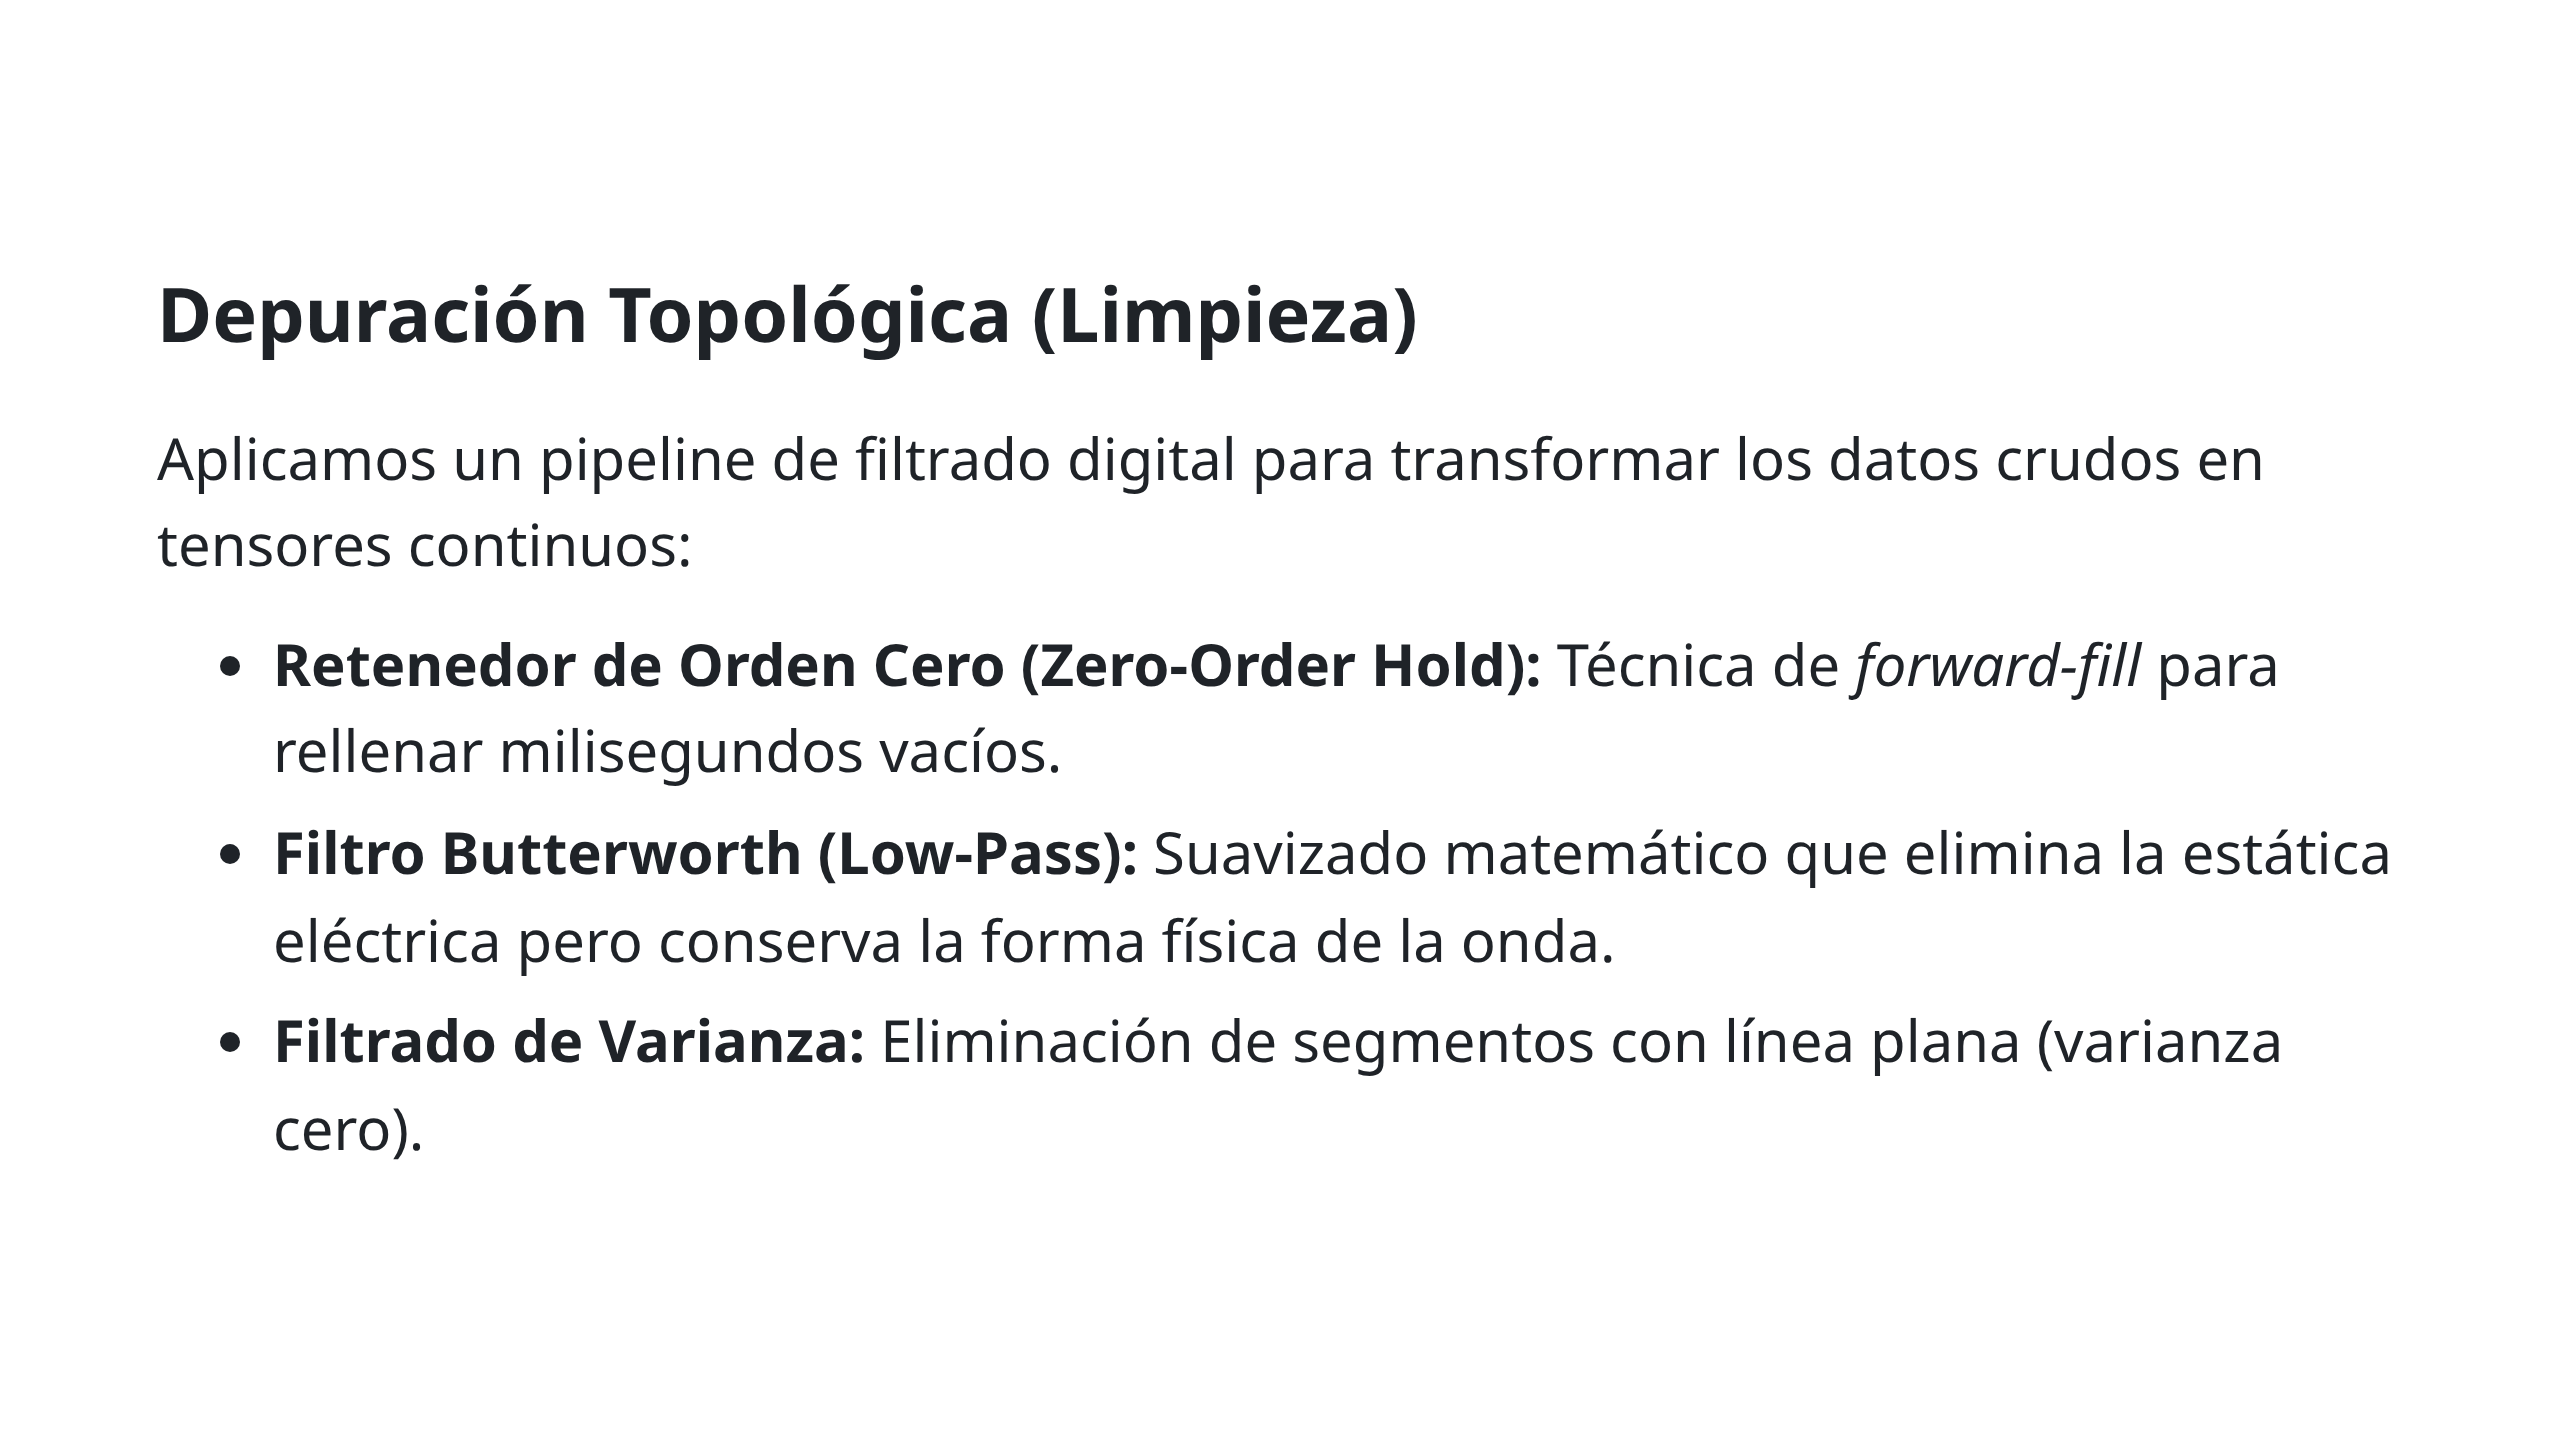 Depuración Topológica (Limpieza)
Aplicamos un pipeline de filtrado digital para transformar los datos crudos en
tensores continuos:
• Retenedor de Orden Cero (Zero-Order Hold): Técnica de forward-fill para
rellenar milisegundos vacíos.
• Filtro Butterworth (Low-Pass): Suavizado matemático que elimina la estática
eléctrica pero conserva la forma física de la onda.
• Filtrado de Varianza: Eliminación de segmentos con línea plana (varianza
cero).